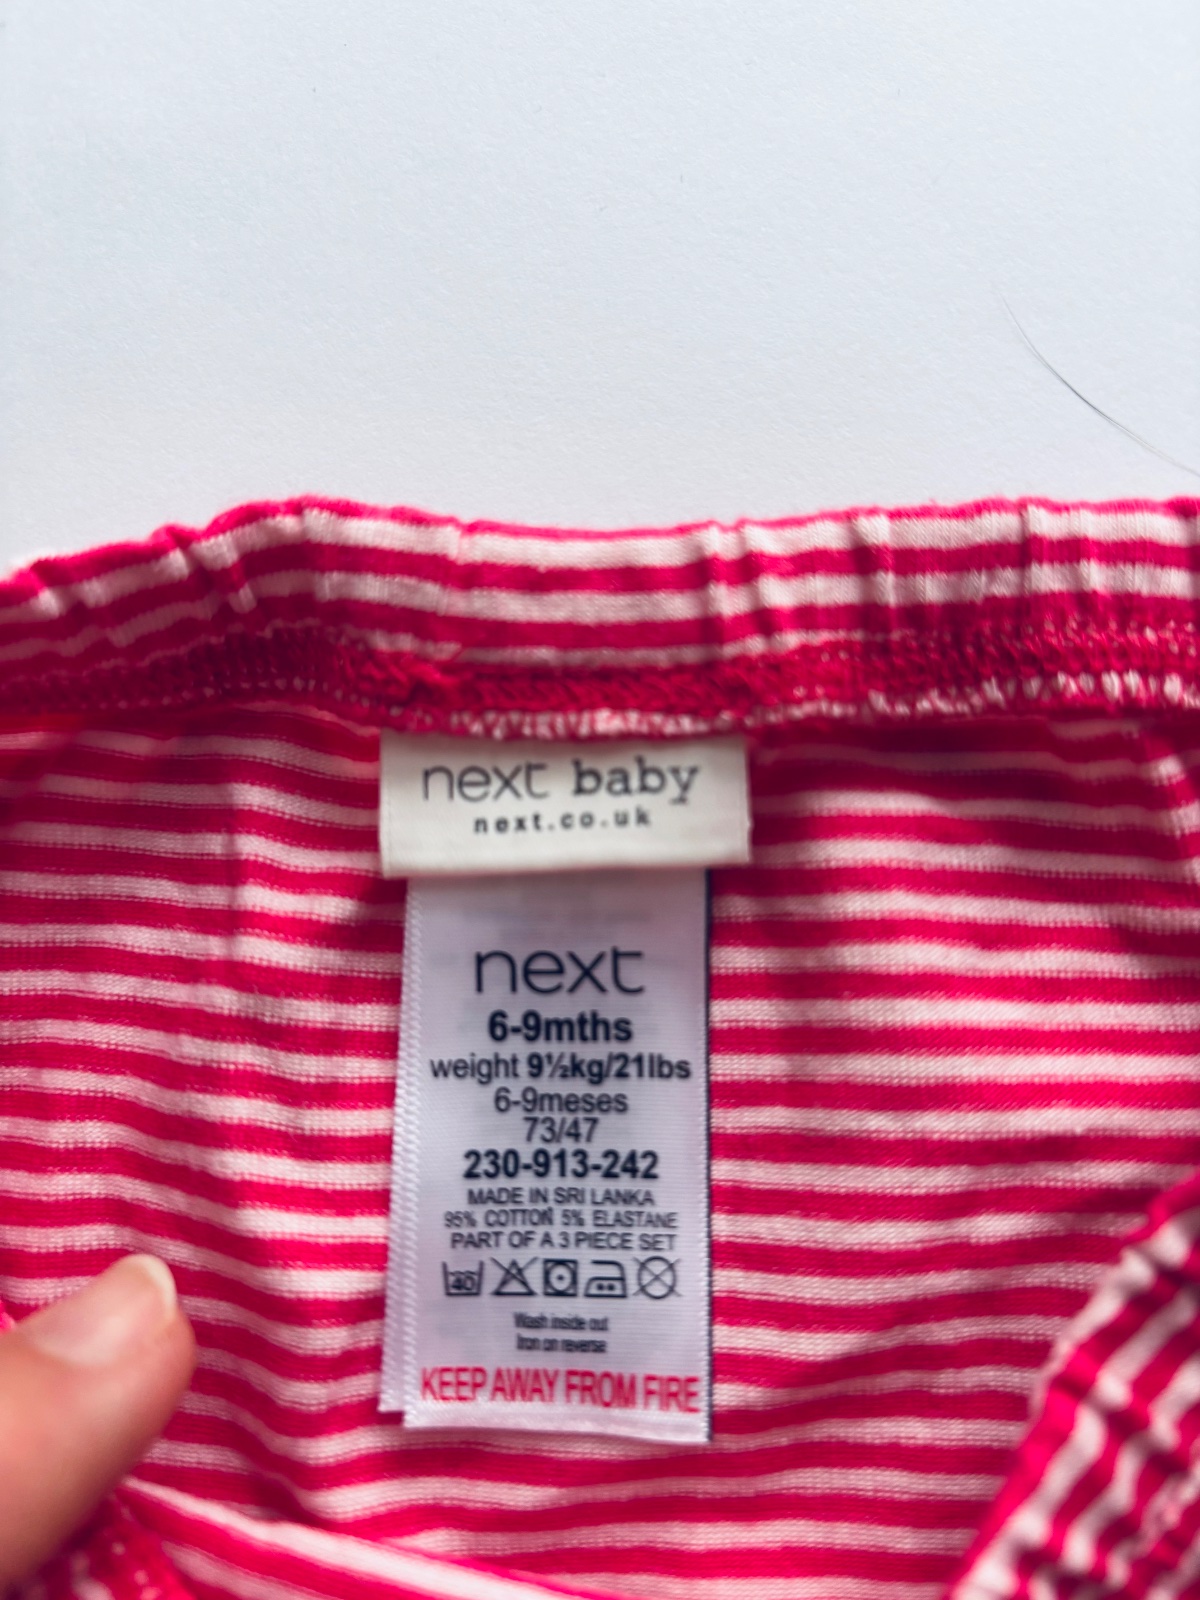 next baby
next.co.uk
next
6-9mths
weight 9½kg/21lbs
6-9meses
73/47
230-913-242
MADE IN SRI LANKA
95% COTTON 5% ELASTANE
PART OF A 3 PIECE SET
40
Wash inside out
Iron on reverse
KEEP AWAY FROM FIRE